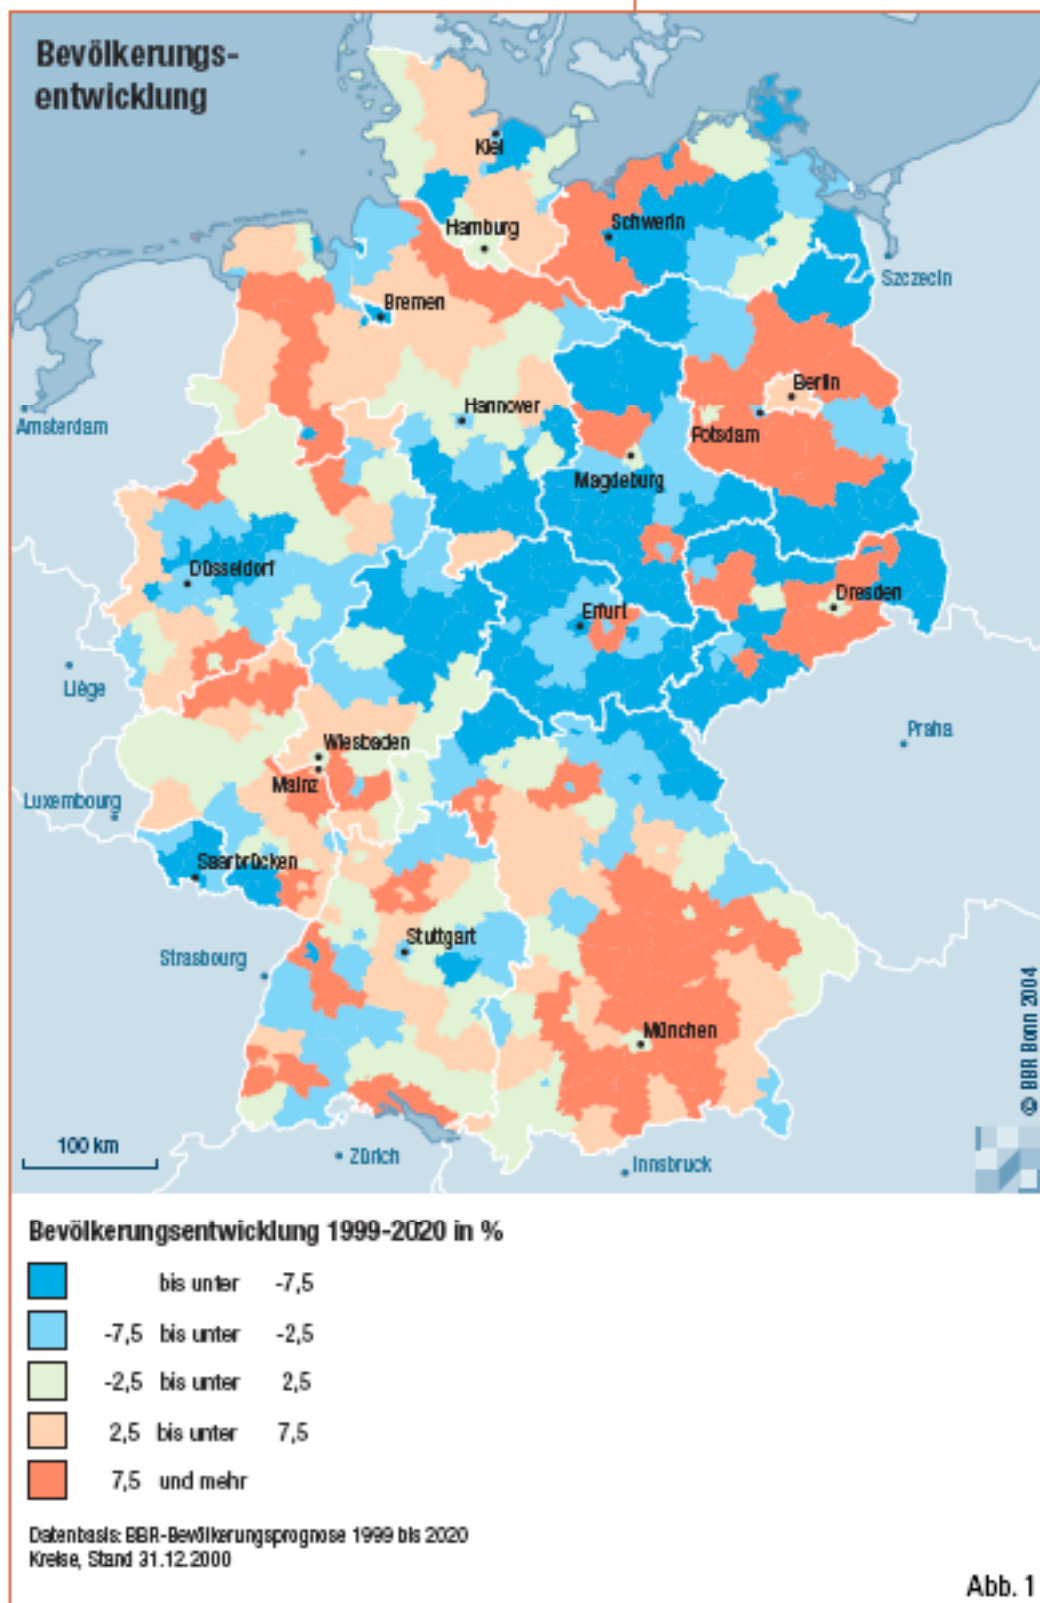 Bevölkerungs-
entwicklung
Kiel
Hamburg
Schwerin
Szczecin
Bremen
Berlin
Hannover
Amsterdam
Potsdam
Magdeburg
Düsseldorf
Dresden
Erfurt
Liège
Praha
Wiesbaden
Mainz
Luxembourg
Saarbrücken
Stuttgart
Strasbourg
München
100 km
Zürich
Innsbruck
© BBR Bonn 2004
Bevölkerungsentwicklung 1999-2020 in %
bis unter -7,5
-7,5 bis unter -2,5
-2,5 bis unter 2,5
2,5 bis unter 7,5
7,5 und mehr
Datenbasis: BBR-Bevölkerungsprognose 1999 bis 2020
Kreise, Stand 31.12.2000
Abb. 1